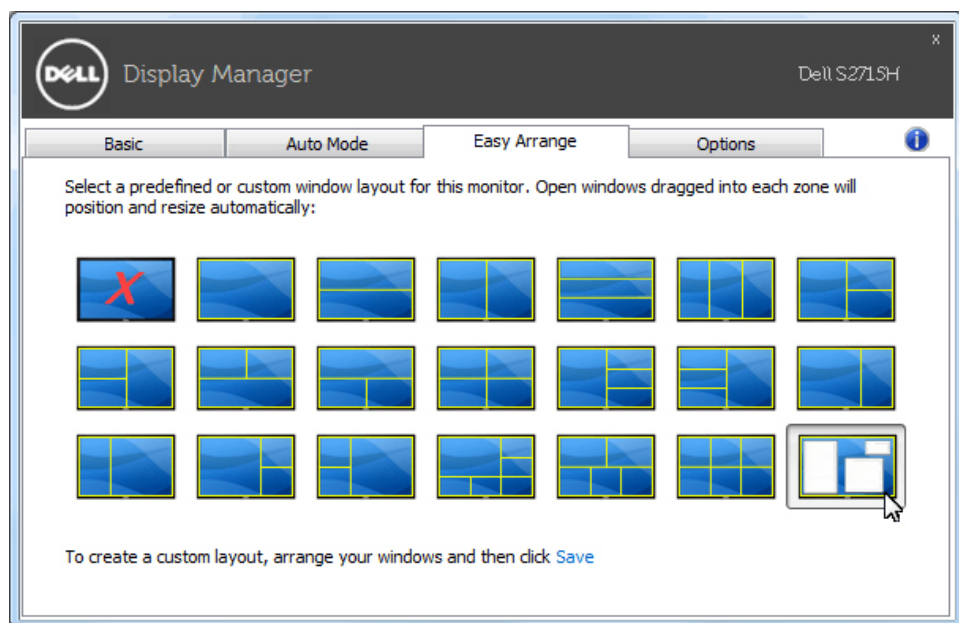 x
DELL
Display Manager
Dell S2715H
Basic
Auto Mode
Easy Arrange
Options
i
Select a predefined or custom window layout for this monitor. Open windows dragged into each zone will
position and resize automatically:
X
To create a custom layout, arrange your windows and then click Save